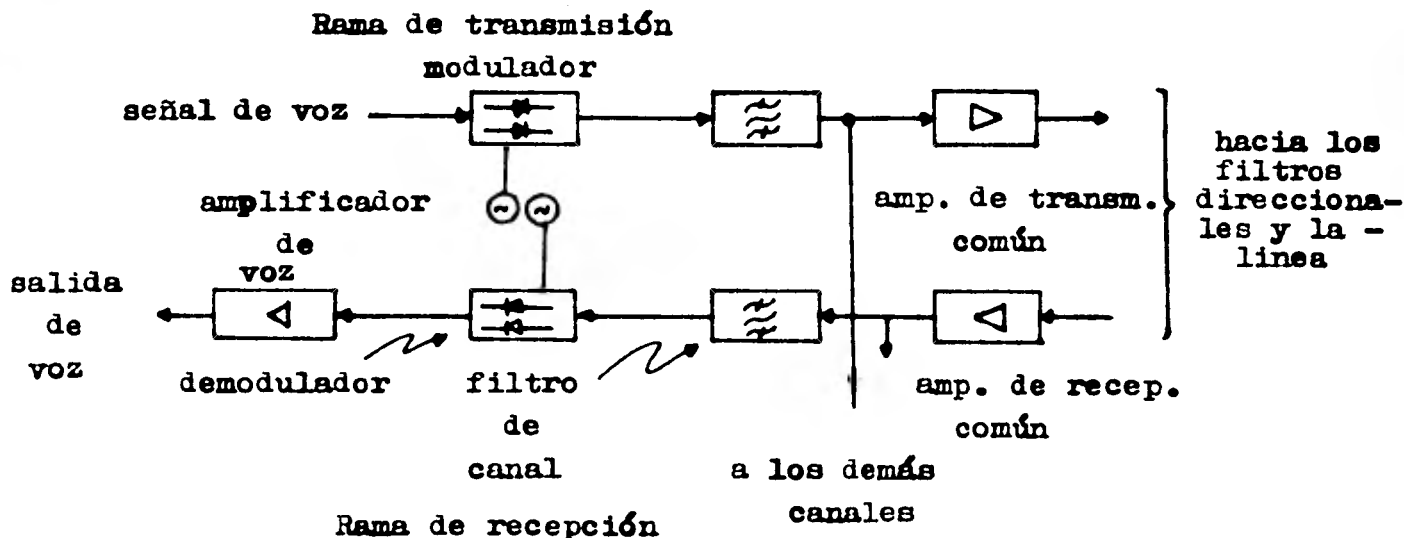 Rama de transmisión
modulador
señal de voz
amplificador
de
voz
amp. de transm.
común
hacia los
filtros
direcciona-
les y la -
linea
salida
de
voz
demodulador
filtro
de
canal
amp. de recep.
común
a los demás
canales
Rama de recepción